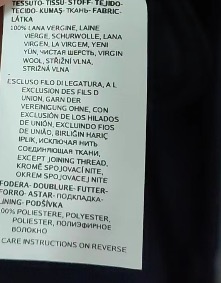 TESSUTO-TISSU-STOFF-TEJIDO-
TECIDO-KUMAŞ-ТКАНЬ-FABRIC-
LÁTKA
100% LANA VERGINE, LAINE
VIERGE, SCHURWOLLE, LANA
VIRGEN, LA VIRGEM, YENI
YÜN, ЧИСТАЯ ШЕРСТЬ, VIRGIN
WOOL, STŘIŽNÍ VLNA,
STRIŽNÁ VLNA
ESCLUSO FILO DI LEGATURA, A L
EXCLUSION DES FILS D
UNION, GARN DER
VEREINIGUNG OHNE, CON
EXCLUSIÓN DE LOS HILADOS
DE UNIÓN, EXCLUINDO FIOS
DE UNIÃO, BIRLIĞIN HARIÇ
IPLIK, ИСКЛЮЧАЯ НИТЬ
СОЕДИНЯЮЩАЯ ТКАНИ,
EXCEPT JOINING THREAD,
KROMĚ SPOJOVACÍ NITE,
OKREM SPOJOVACEJ NITE
FODERA-DOUBLURE-FUTTER-
FORRO-ASTAR-ПОДКЛАДКА-
LINING-PODŠÍVKA
100% POLIESTERE, POLYESTER,
POLIESTER, ПОЛИЭФИРНОЕ
ВОЛОКНО
CARE INSTRUCTIONS ON REVERSE